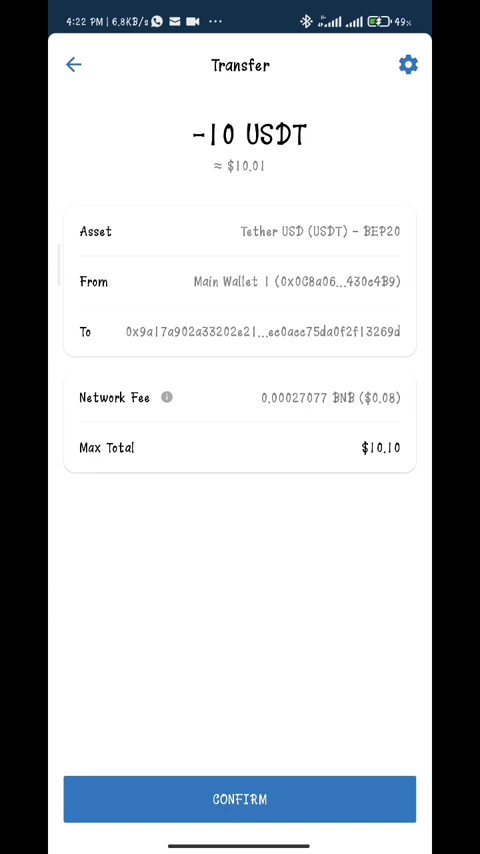 4:22 PM | 6.8KB/s ...
49%
Transfer
-10 USDT
≈ $10.01
Asset Tether USD (USDT) - BEP20
From Main Wallet 1 (0x0C8a06...430c4B9)
To 0x9a17a902a33202e21...ec0acc75da0f2f13269d
Network Fee i 0.00027077 BNB ($0.08)
Max Total $10.10
CONFIRM